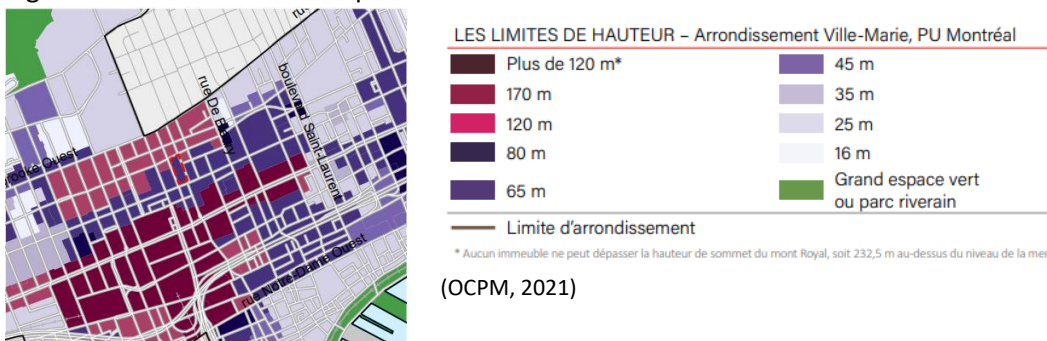 LES LIMITES DE HAUTEUR – Arrondissement Ville-Marie, PU Montréal
Plus de 120 m*
170 m
120 m
80 m
65 m
45 m
35 m
25 m
16 m
Grand espace vert
ou parc riverain
Limite d'arrondissement
* Aucun immeuble ne peut dépasser la hauteur de sommet du mont Royal, soit 232,5 m au-dessus du niveau de la mer
(OCPM, 2021)
rue De Bleury
boulevard Saint-Laurent
rooke Ouest
rue Notre-Dame Ouest